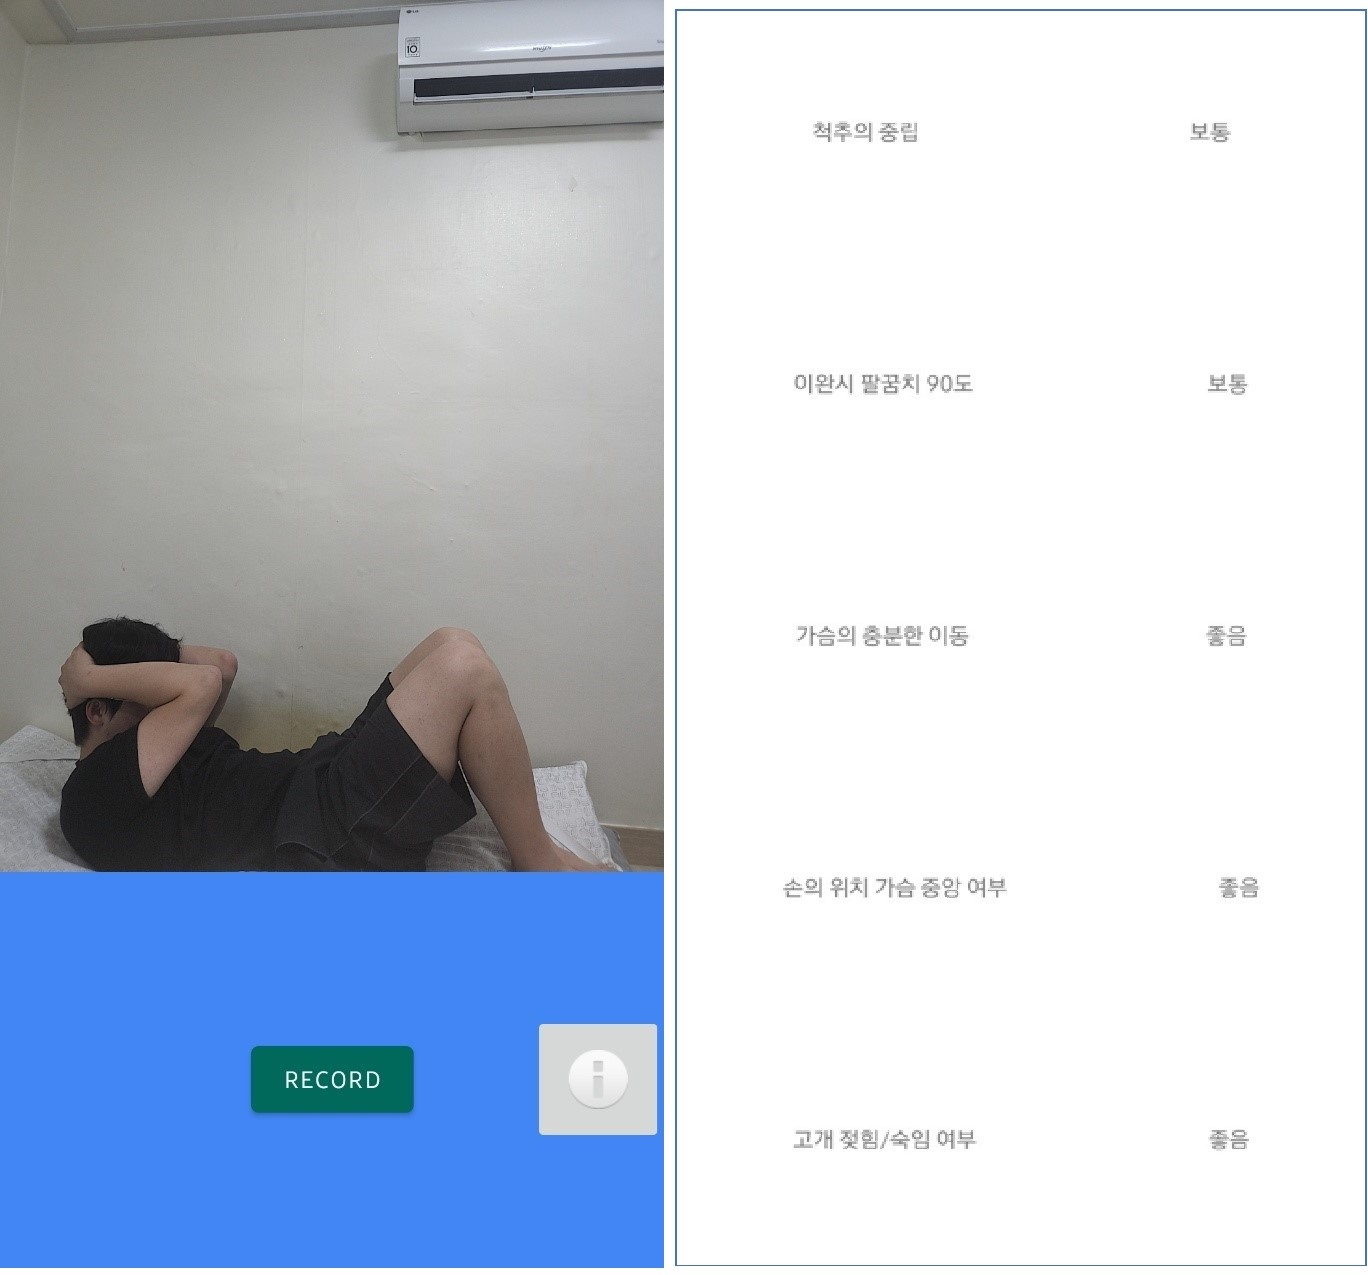 LG
10
척추의 중립 보통
이완시 팔꿈치 90도 보통
가슴의 충분한 이동 좋음
손의 위치 가슴 중앙 여부 좋음
고개 젖힘/숙임 여부 좋음
RECORD